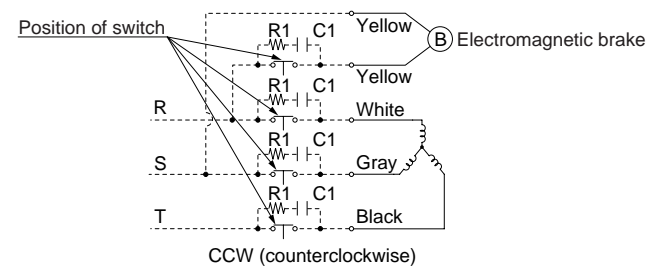 Position of switch
R1 C1
Yellow
B
Electromagnetic brake
Yellow
R1 C1
R
White
R1 C1
S
Gray
R1 C1
T
Black
CCW (counterclockwise)